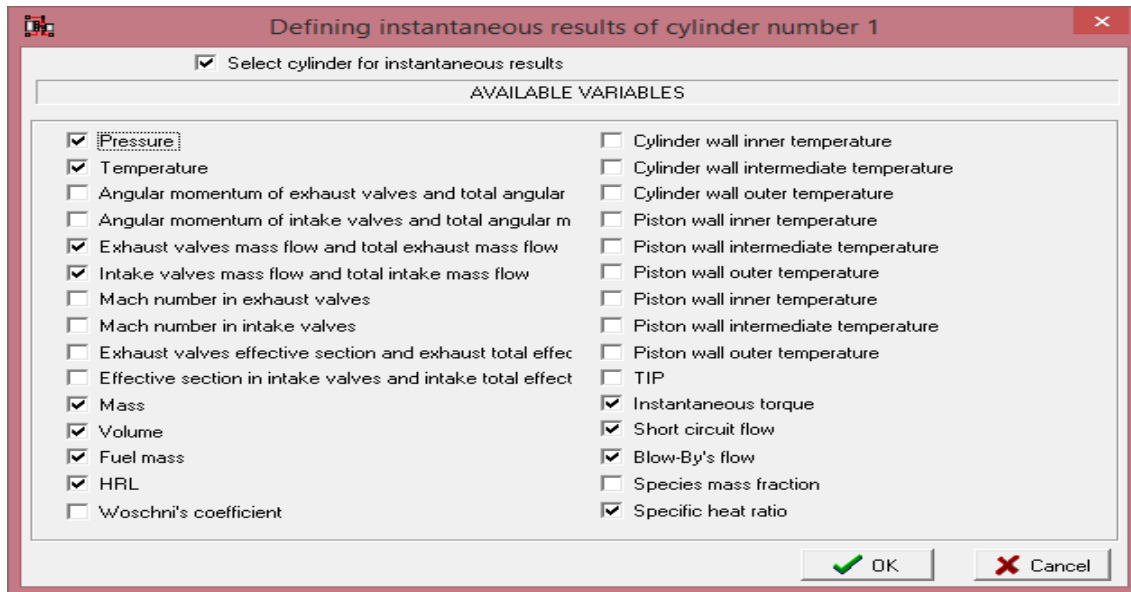 Defining instantaneous results of cylinder number 1
Select cylinder for instantaneous results
AVAILABLE VARIABLES
Pressure
Temperature
Angular momentum of exhaust valves and total angular
Angular momentum of intake valves and total angular m
Exhaust valves mass flow and total exhaust mass flow
Intake valves mass flow and total intake mass flow
Mach number in exhaust valves
Mach number in intake valves
Exhaust valves effective section and exhaust total effec
Effective section in intake valves and intake total effect
Mass
Volume
Fuel mass
HRL
Woschni's coefficient
Cylinder wall inner temperature
Cylinder wall intermediate temperature
Cylinder wall outer temperature
Piston wall inner temperature
Piston wall intermediate temperature
Piston wall outer temperature
Piston wall inner temperature
Piston wall intermediate temperature
Piston wall outer temperature
TIP
Instantaneous torque
Short circuit flow
Blow-By's flow
Species mass fraction
Specific heat ratio
OK
Cancel